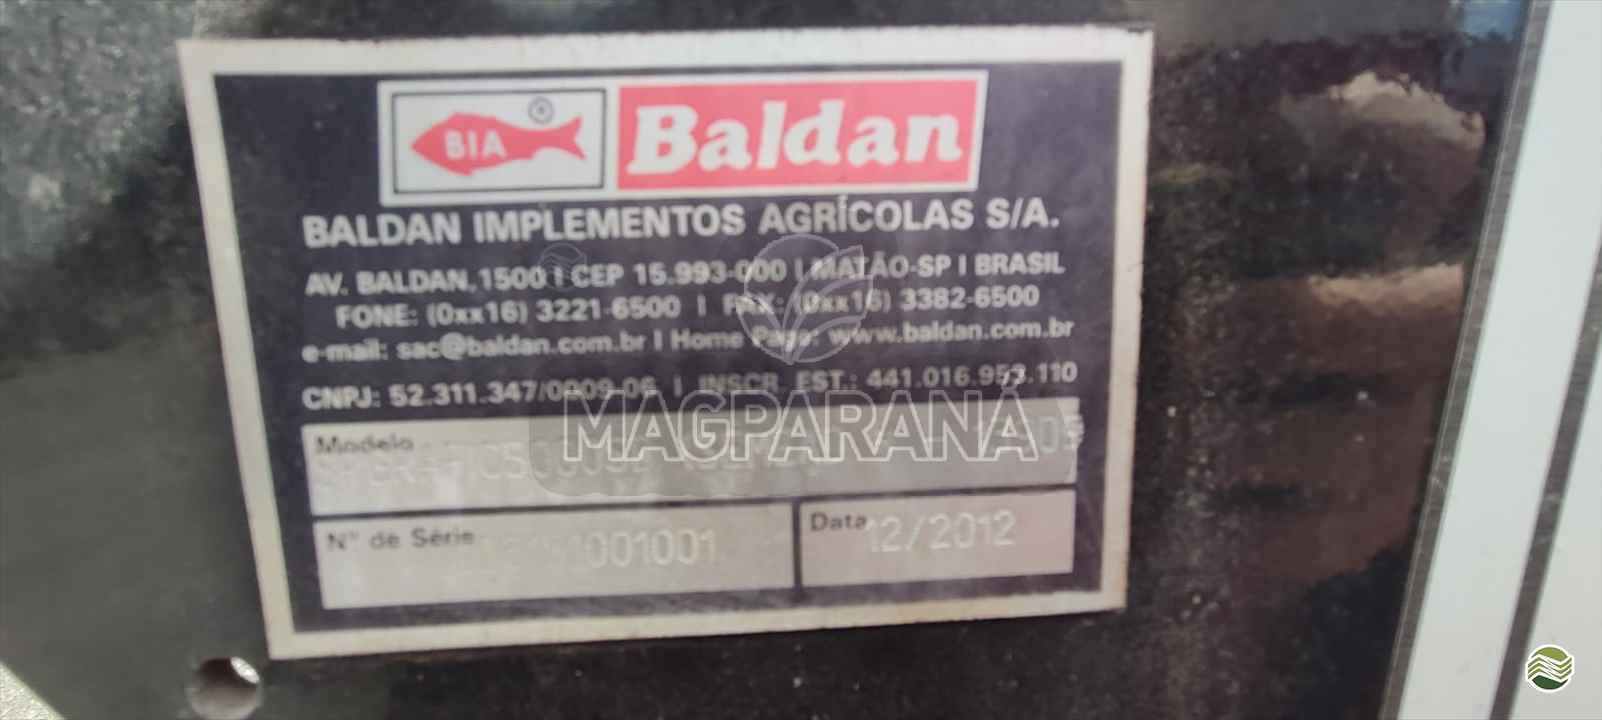 BIA
®
Baldan
BALDAN IMPLEMENTOS AGRÍCOLAS S/A.
AV. BALDAN, 1500 | CEP 15.993-000 | MATÃO-SP | BRASIL
FONE: (0xx16) 3221-6500 | FAX: (0xx16) 3382-6500
e-mail: sac@baldan.com.br | Home Page: www.baldan.com.br
CNPJ: 52.311.347/0009-06 | INSCR. EST.: 441.016.953.110
MAGPARANÁ
Modelo
Nº de Série
001001
Data
12/2012